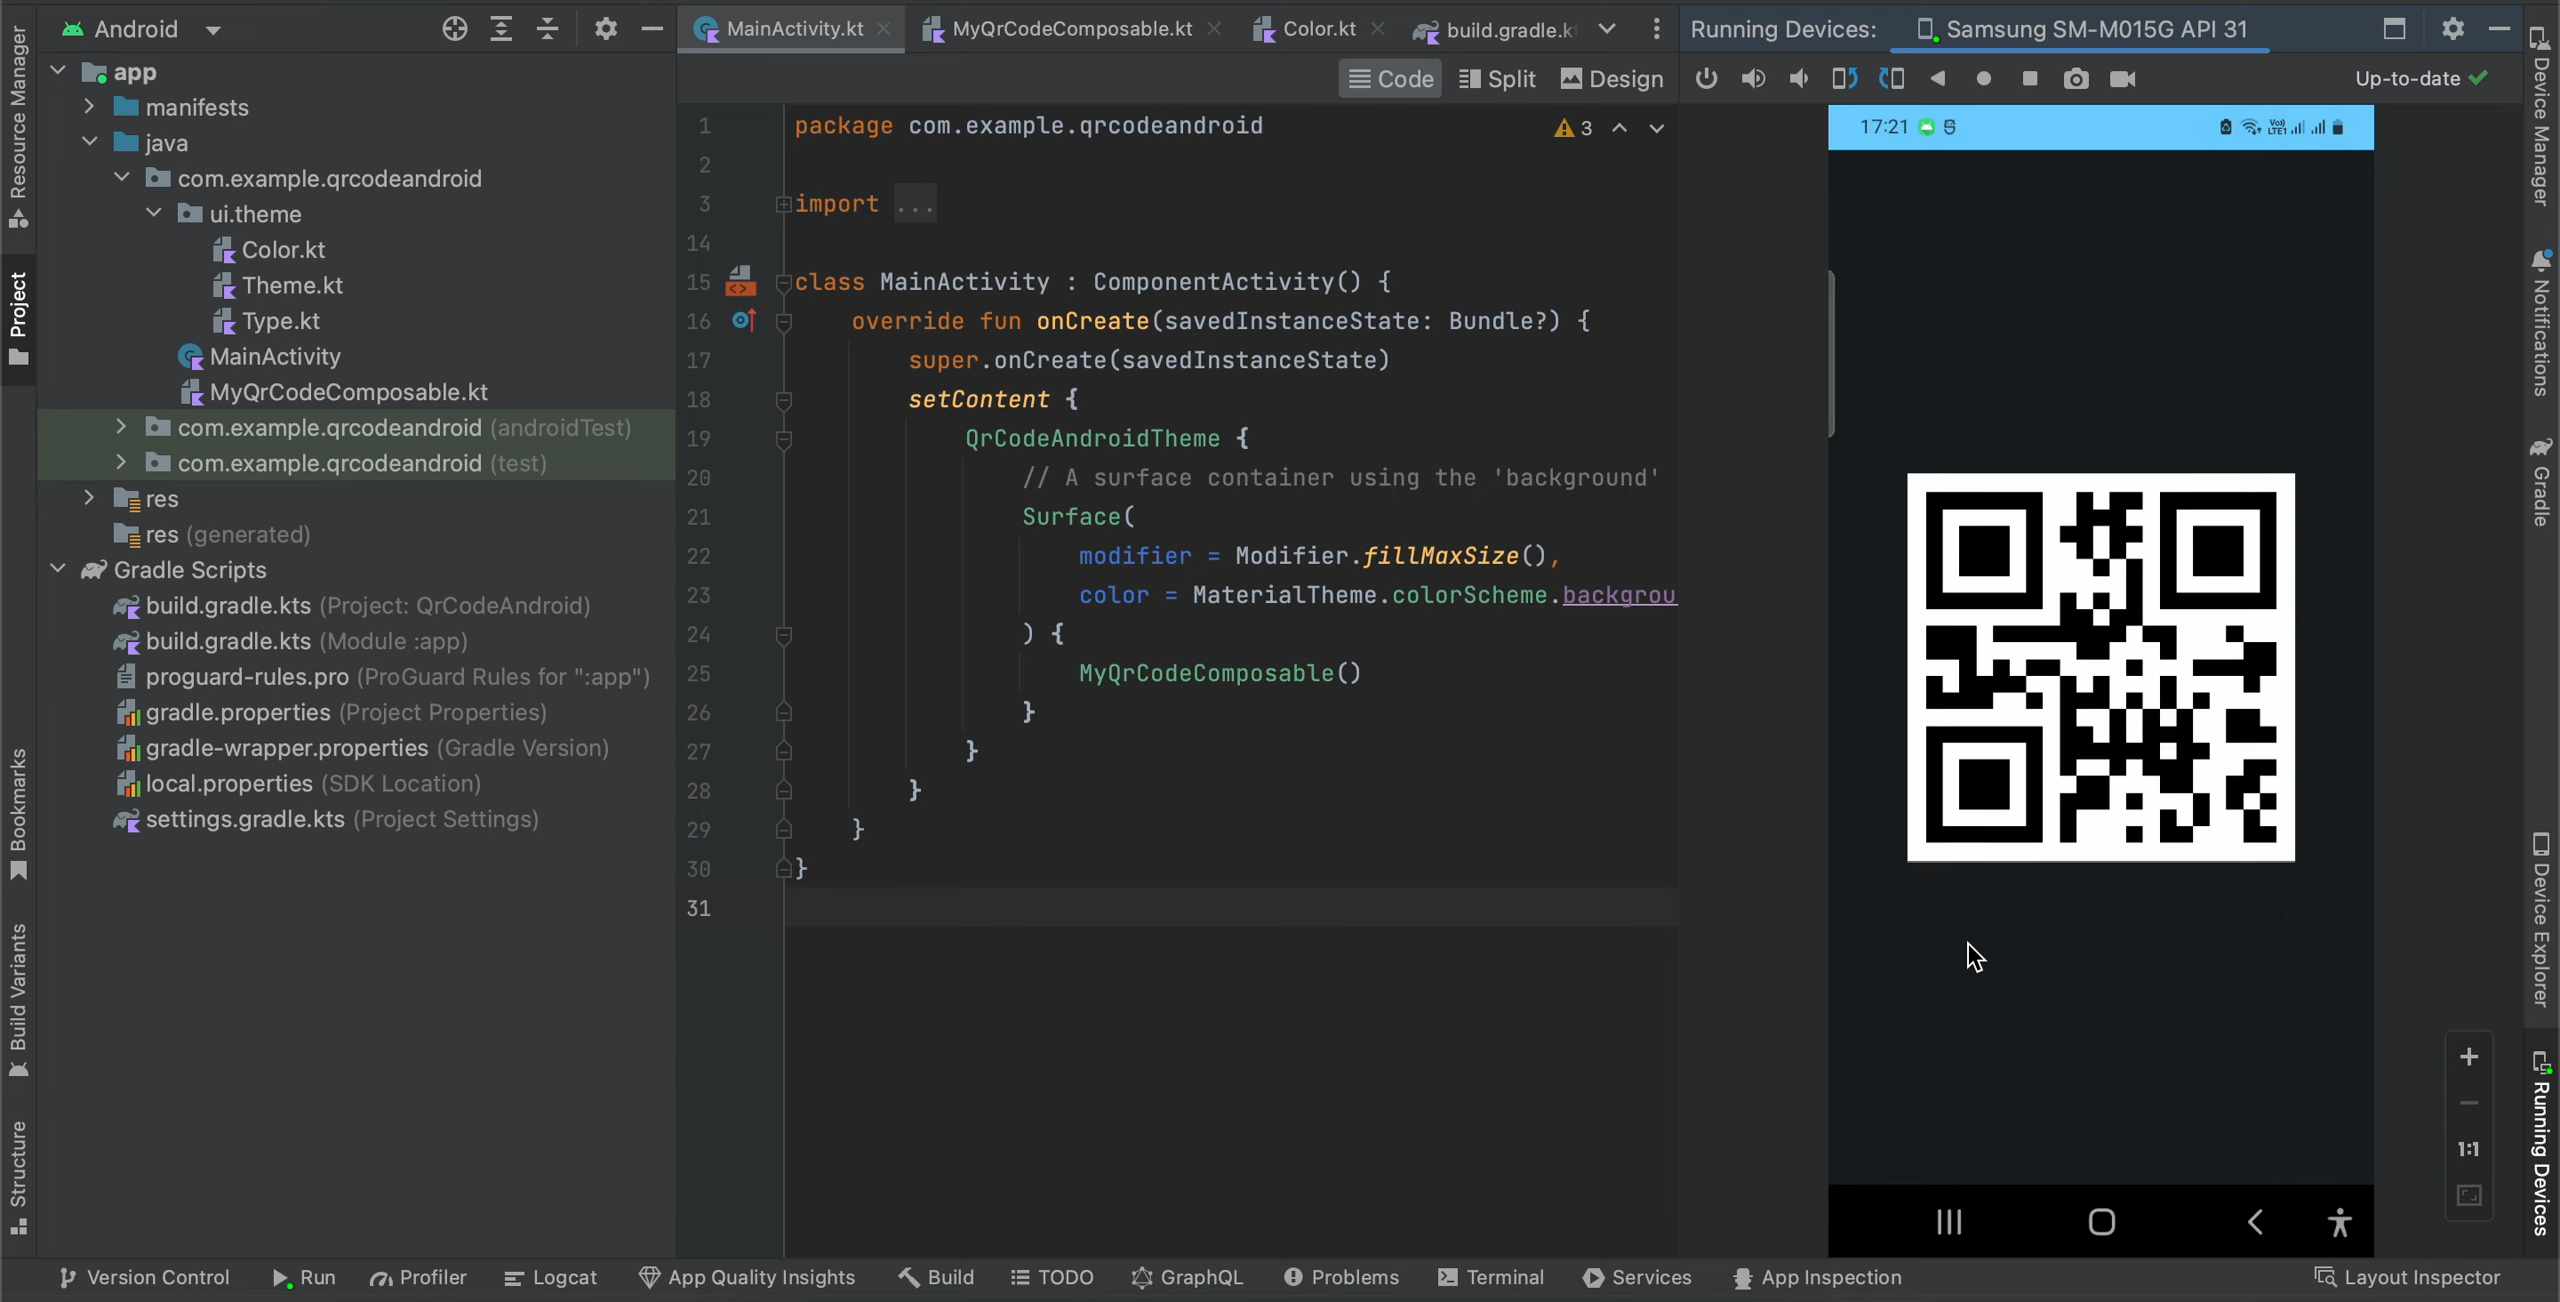 Android
MainActivity.kt
MyQrCodeComposable.kt
Color.kt
build.gradle.k
Running Devices:
Samsung SM-M015G API 31
Code
Split
Design
Up-to-date
Resource Manager
Project
Bookmarks
Build Variants
Structure
app
manifests
java
com.example.qrcodeandroid
ui.theme
Color.kt
Theme.kt
Type.kt
MainActivity
MyQrCodeComposable.kt
com.example.qrcodeandroid (androidTest)
com.example.qrcodeandroid (test)
res
res (generated)
Gradle Scripts
build.gradle.kts (Project: QrCodeAndroid)
build.gradle.kts (Module :app)
proguard-rules.pro (ProGuard Rules for ":app")
gradle.properties (Project Properties)
gradle-wrapper.properties (Gradle Version)
local.properties (SDK Location)
settings.gradle.kts (Project Settings)
1 package com.example.qrcodeandroid
3
2
3 import ...
14
15 class MainActivity : ComponentActivity() {
16 override fun onCreate(savedInstanceState: Bundle?) {
17 super.onCreate(savedInstanceState)
18 setContent {
19 QrCodeAndroidTheme {
20 // A surface container using the 'background'
21 Surface(
22 modifier = Modifier.fillMaxSize(),
23 color = MaterialTheme.colorScheme.backgrou
24 ) {
25 MyQrCodeComposable()
26 }
27 }
28 }
29 }
30 }
31
17:21
LTE1
1:1
Device Manager
Notifications
Gradle
Device Explorer
Running Devices
Version Control
Run
Profiler
Logcat
App Quality Insights
Build
TODO
GraphQL
Problems
Terminal
Services
App Inspection
Layout Inspector